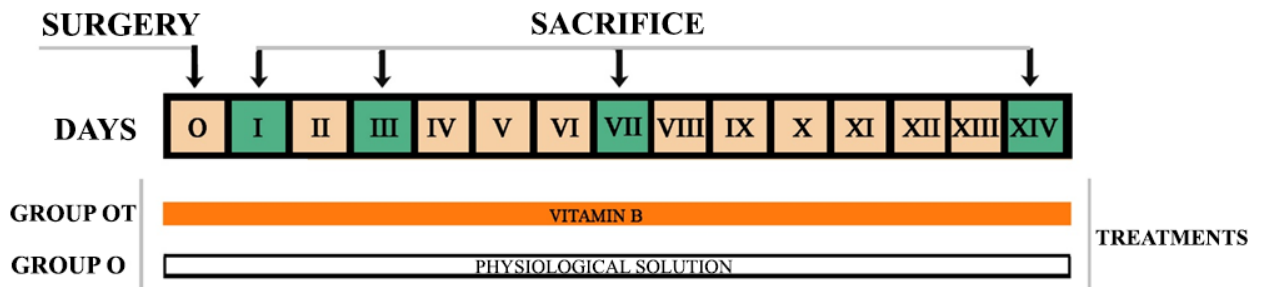 SURGERY SACRIFICE
DAYS O I II III IV V VI VII VIII IX X XI XII XIII XIV
GROUP OT VITAMIN B
TREATMENTS
GROUP O PHYSIOLOGICAL SOLUTION